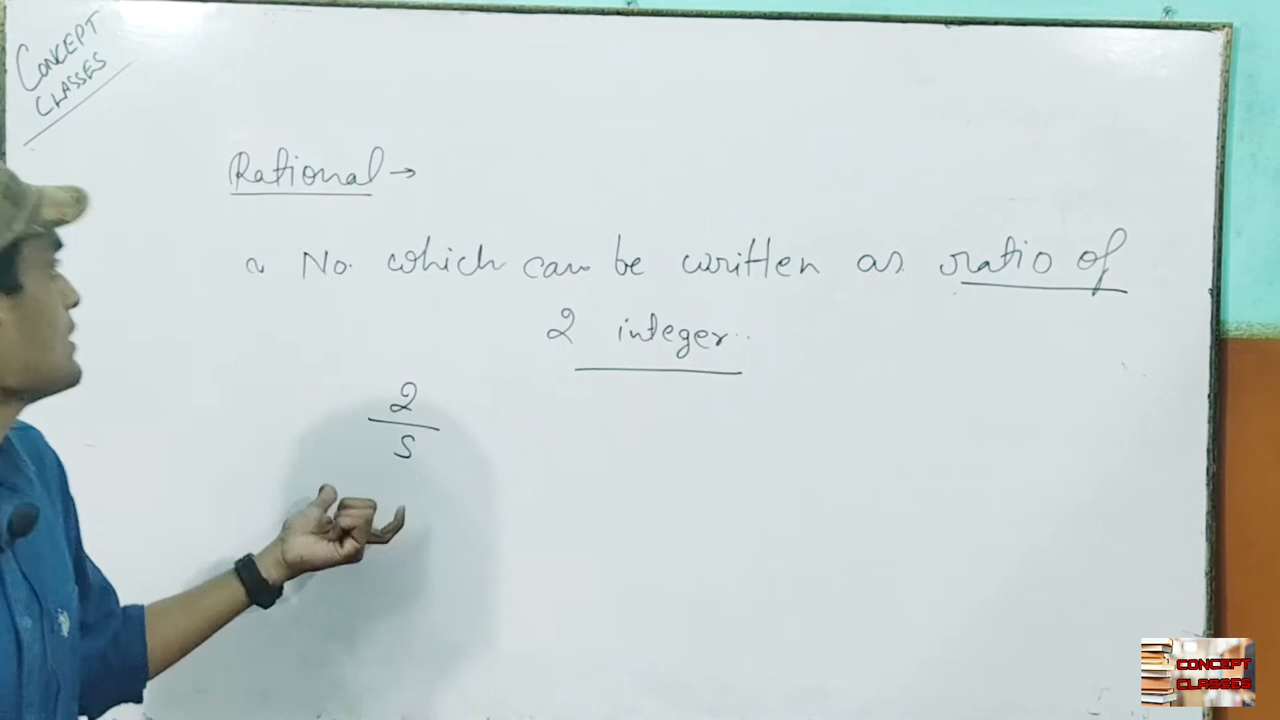 CONCEPT
CLASSES
Rational →
~ No. which can be written as ratio of
2 integer..
2
5
CONCEPT
CLASSES